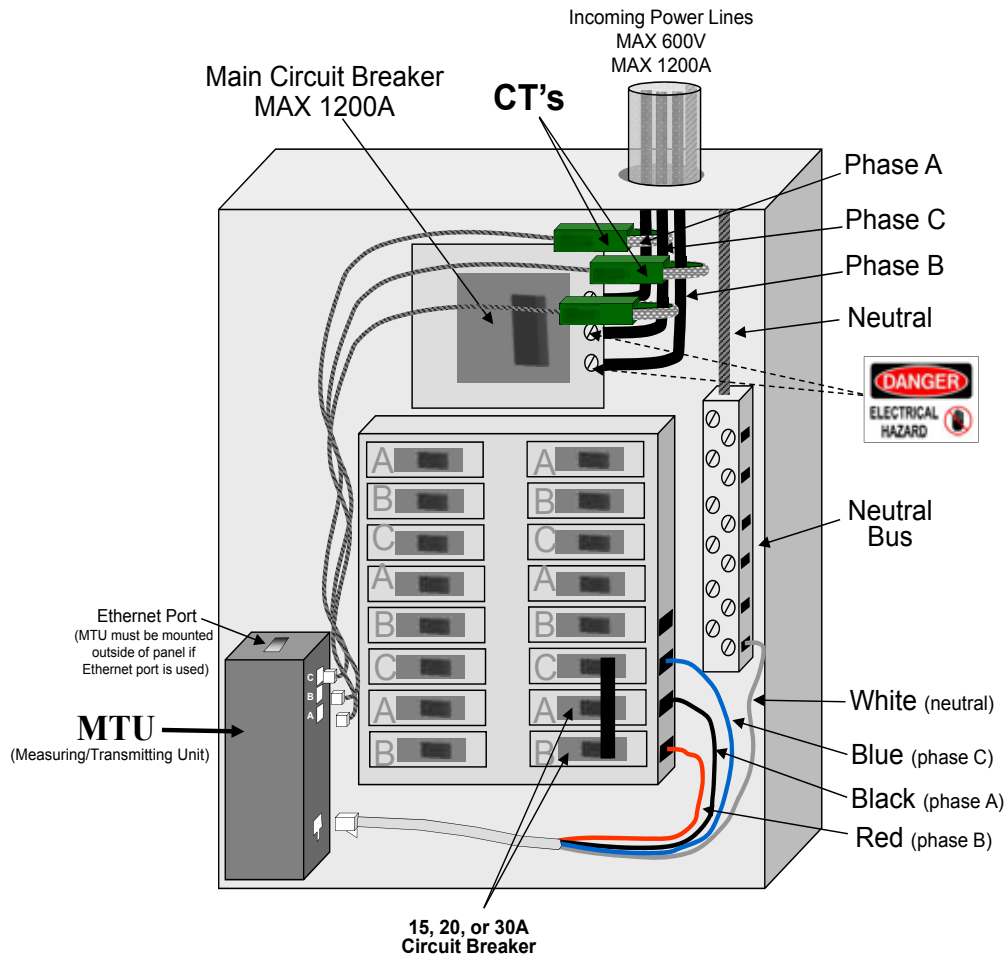 Incoming Power Lines
MAX 600V
MAX 1200A
Main Circuit Breaker
MAX 1200A
CT's
Phase A
Phase C
Phase B
Neutral
DANGER
ELECTRICAL
HAZARD
Neutral
Bus
A
A
B
B
C
C
A
A
B
B
C
C
A
A
B
B
Ethernet Port
(MTU must be mounted
outside of panel if
Ethernet port is used)
C
B
A
MTU
(Measuring/Transmitting Unit)
White (neutral)
Blue (phase C)
Black (phase A)
Red (phase B)
15, 20, or 30A
Circuit Breaker